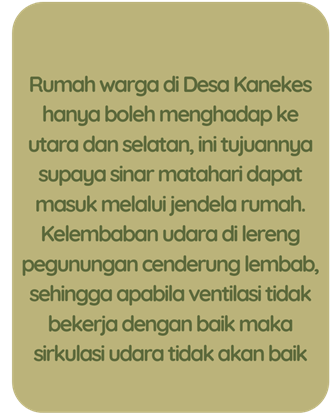 Rumah warga di Desa Kanekes
hanya boleh menghadap ke
utara dan selatan, ini tujuannya
supaya sinar matahari dapat
masuk melalui jendela rumah.
Kelembaban udara di lereng
pegunungan cenderung lembab,
sehingga apabila ventilasi tidak
bekerja dengan baik maka
sirkulasi udara tidak akan baik